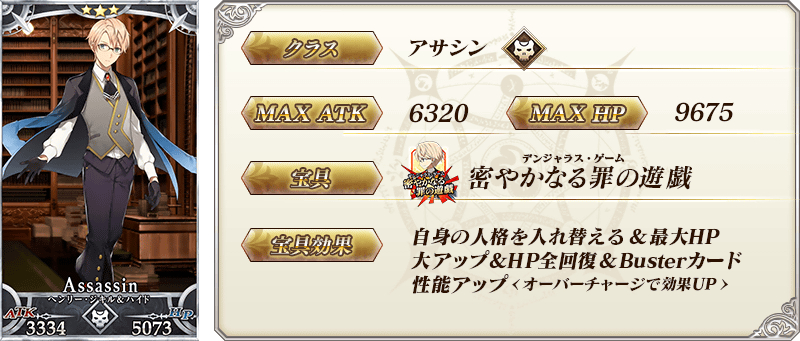 Assassin
ヘンリー・ジキル&ハイド
ATK HP
3334 5073
クラス アサシン
MAX ATK 6320 MAX HP 9675
デンジャラス・ゲーム
宝具 密やかなる罪の遊戯
密やかなる
罪の遊戯
宝具効果 自身の人格を入れ替える&最大HP
大アップ&HP全回復&Busterカード
性能アップ<オーバーチャージで効果UP>